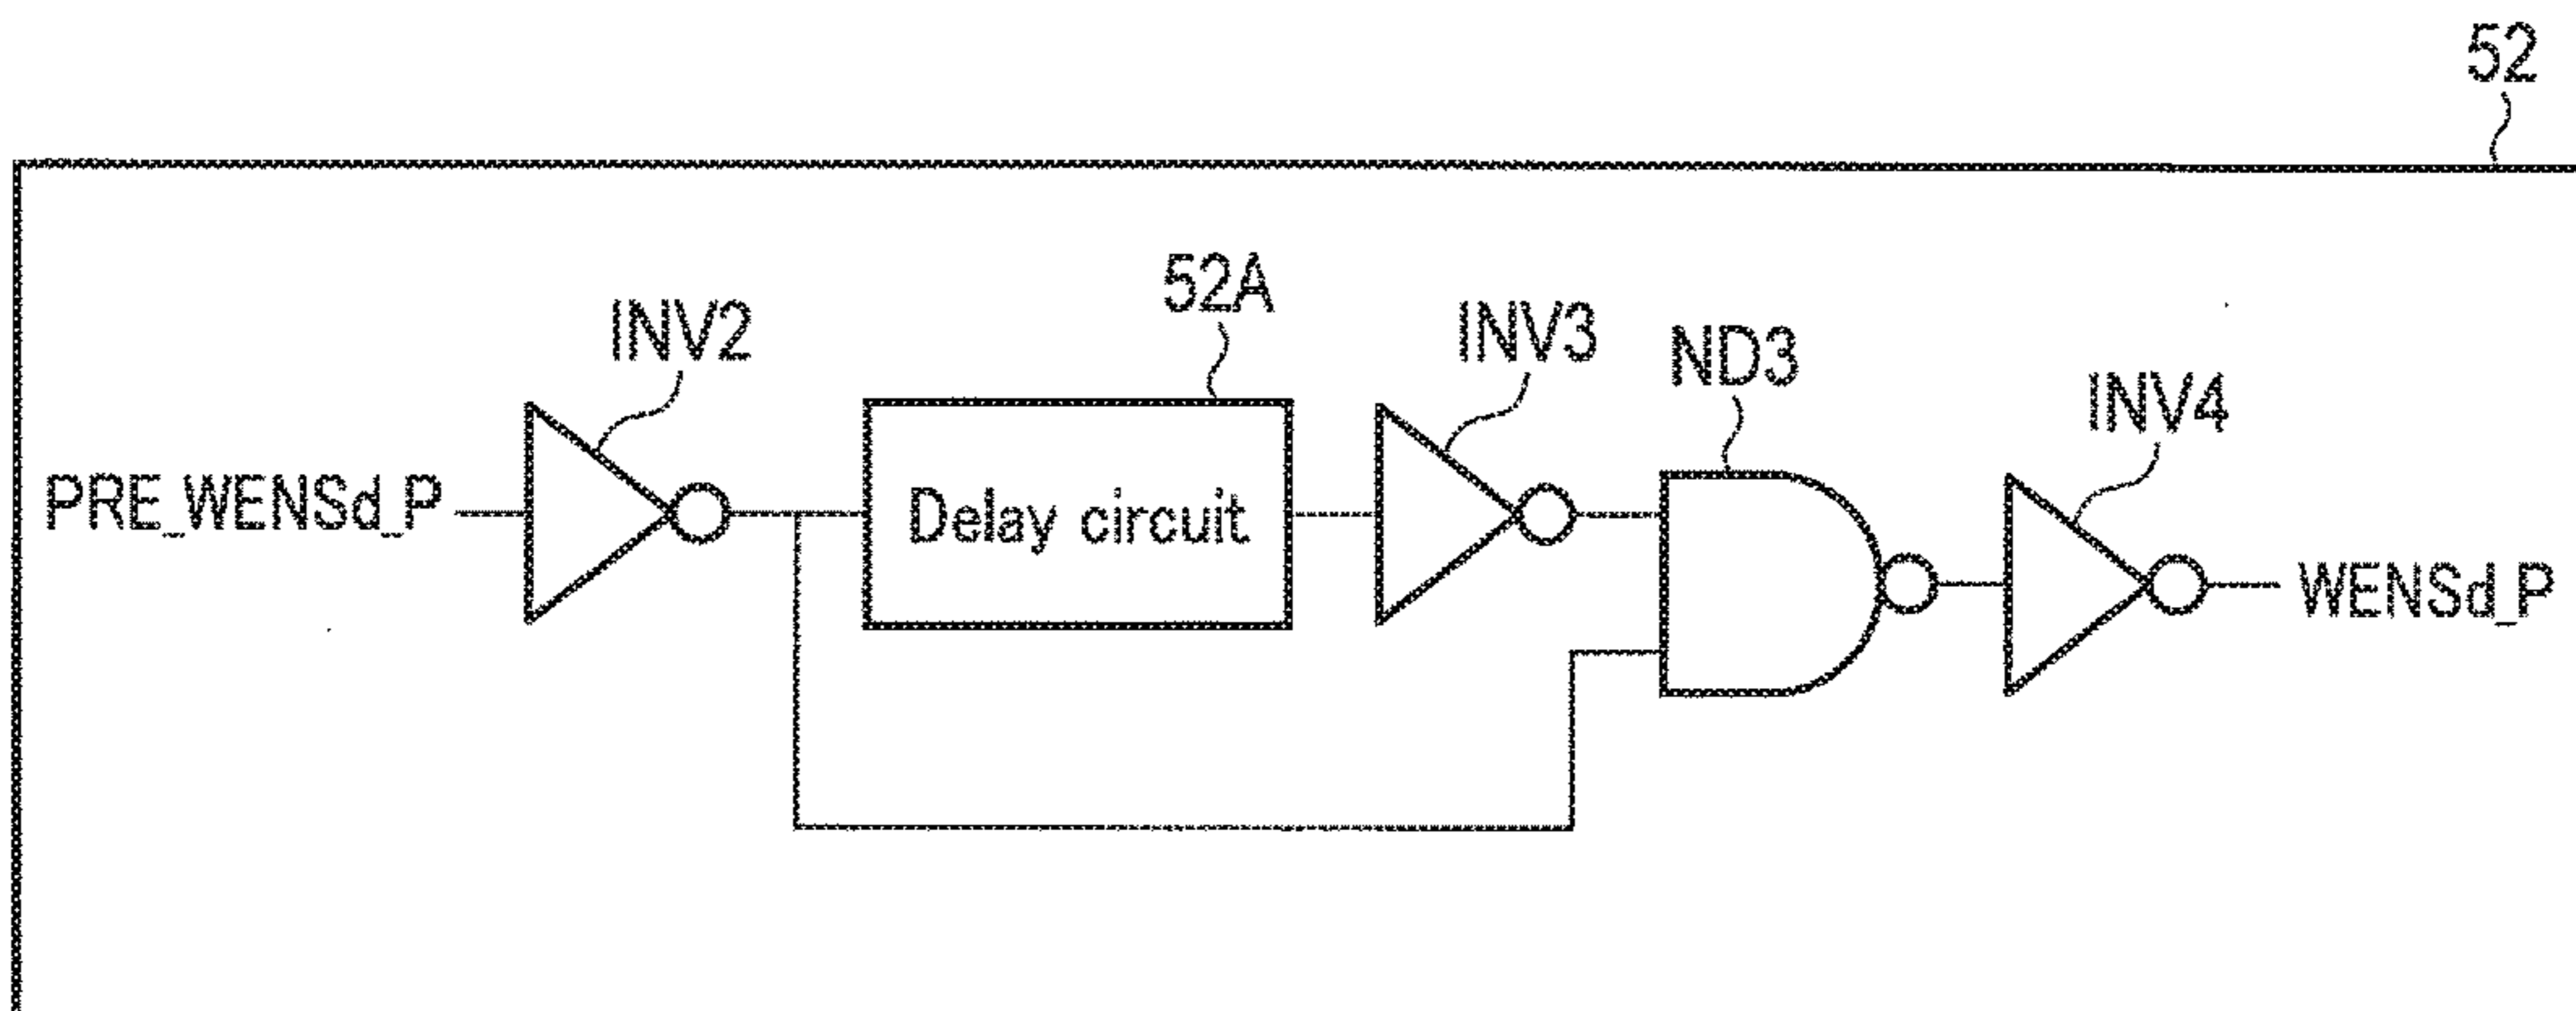 52
52A
INV2
INV3
ND3
INV4
PRE_WENSd_P
Delay circuit
WENSd_P